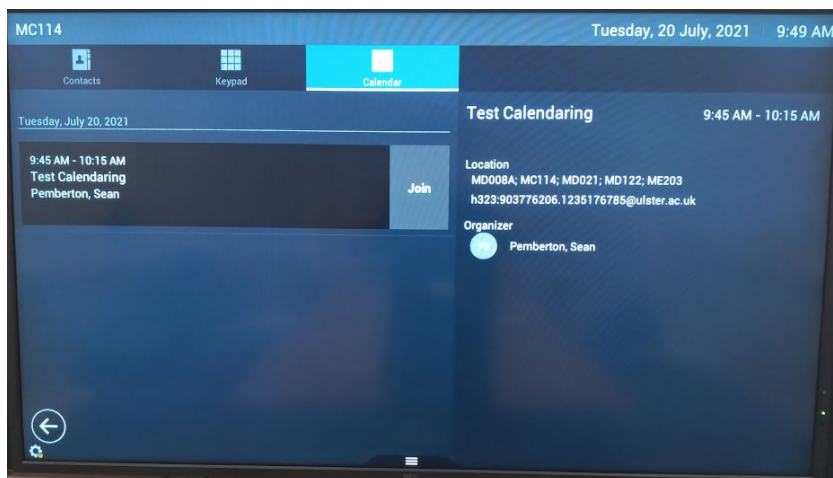 MC114
Tuesday, 20 July, 2021 9:49 AM
Contacts
Keypad
Calendar
Tuesday, July 20, 2021
9:45 AM - 10:15 AM
Test Calendaring
Pemberton, Sean
Join
Test Calendaring
9:45 AM - 10:15 AM
Location
MD008A; MC114; MD021; MD122; ME203
h323:903776206.1235176785@ulster.ac.uk
Organizer
Pemberton, Sean